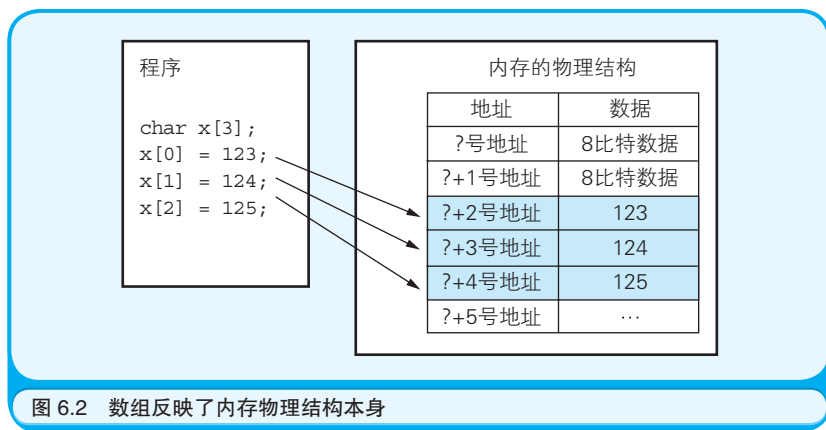 程序
char x[3];
x[0] = 123;
x[1] = 124;
x[2] = 125;
内存的物理结构
地址 数据
?号地址 8比特数据
?+1号地址 8比特数据
?+2号地址 123
?+3号地址 124
?+4号地址 125
?+5号地址 …
图 6.2 数组反映了内存物理结构本身